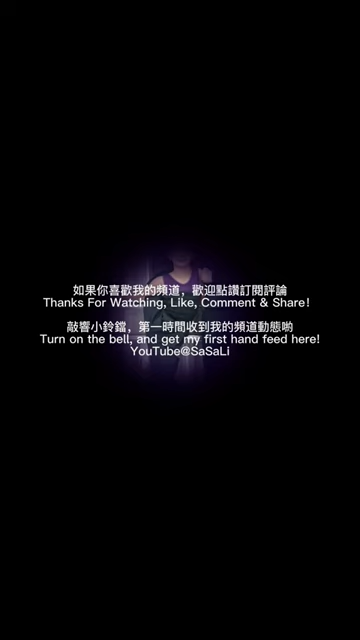 如果你喜歡我的頻道，歡迎點讚訂閱評論
Thanks For Watching, Like, Comment & Share!
敲響小鈴鐺，第一時間收到我的頻道動態喲
Turn on the bell, and get my first hand feed here!
YouTube@SaSaLi